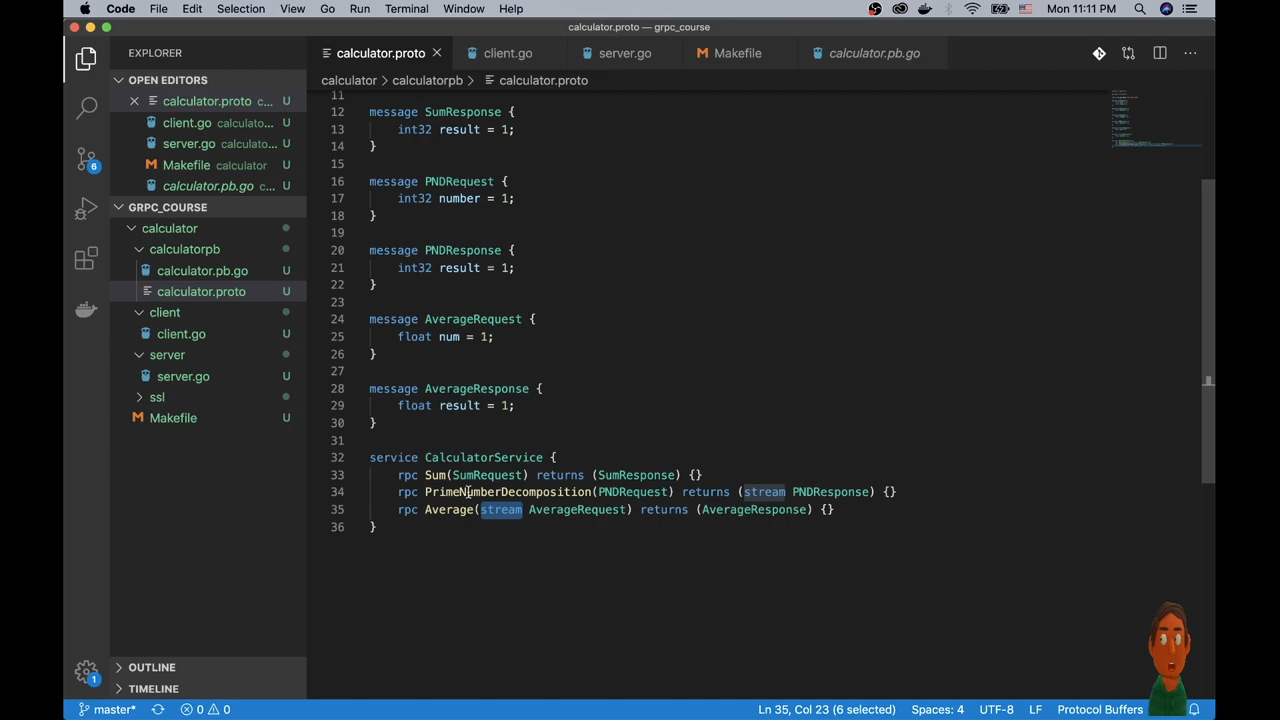 Code File Edit Selection View Go Run Terminal Window Help Mon 11:11 PM
calculator.proto — grpc_course
EXPLORER
calculator.proto client.go server.go Makefile calculator.pb.go
OPEN EDITORS
calculator > calculatorpb > calculator.proto
calculator.proto c... U
client.go calculato... U
server.go calculato... U
Makefile calculator U
calculator.pb.go c... U
GRPC_COURSE
calculator
calculatorpb
calculator.pb.go U
calculator.proto U
client
client.go U
server
server.go U
ssl
Makefile U
OUTLINE
TIMELINE
6
1
11
12 message SumResponse {
13 int32 result = 1;
14 }
15
16 message PNDRequest {
17 int32 number = 1;
18 }
19
20 message PNDResponse {
21 int32 result = 1;
22 }
23
24 message AverageRequest {
25 float num = 1;
26 }
27
28 message AverageResponse {
29 float result = 1;
30 }
31
32 service CalculatorService {
33 rpc Sum(SumRequest) returns (SumResponse) {}
34 rpc PrimeNumberDecomposition(PNDRequest) returns (stream PNDResponse) {}
35 rpc Average(stream AverageRequest) returns (AverageResponse) {}
36 }
master* 0 0 Ln 35, Col 23 (6 selected) Spaces: 4 UTF-8 LF Protocol Buffers